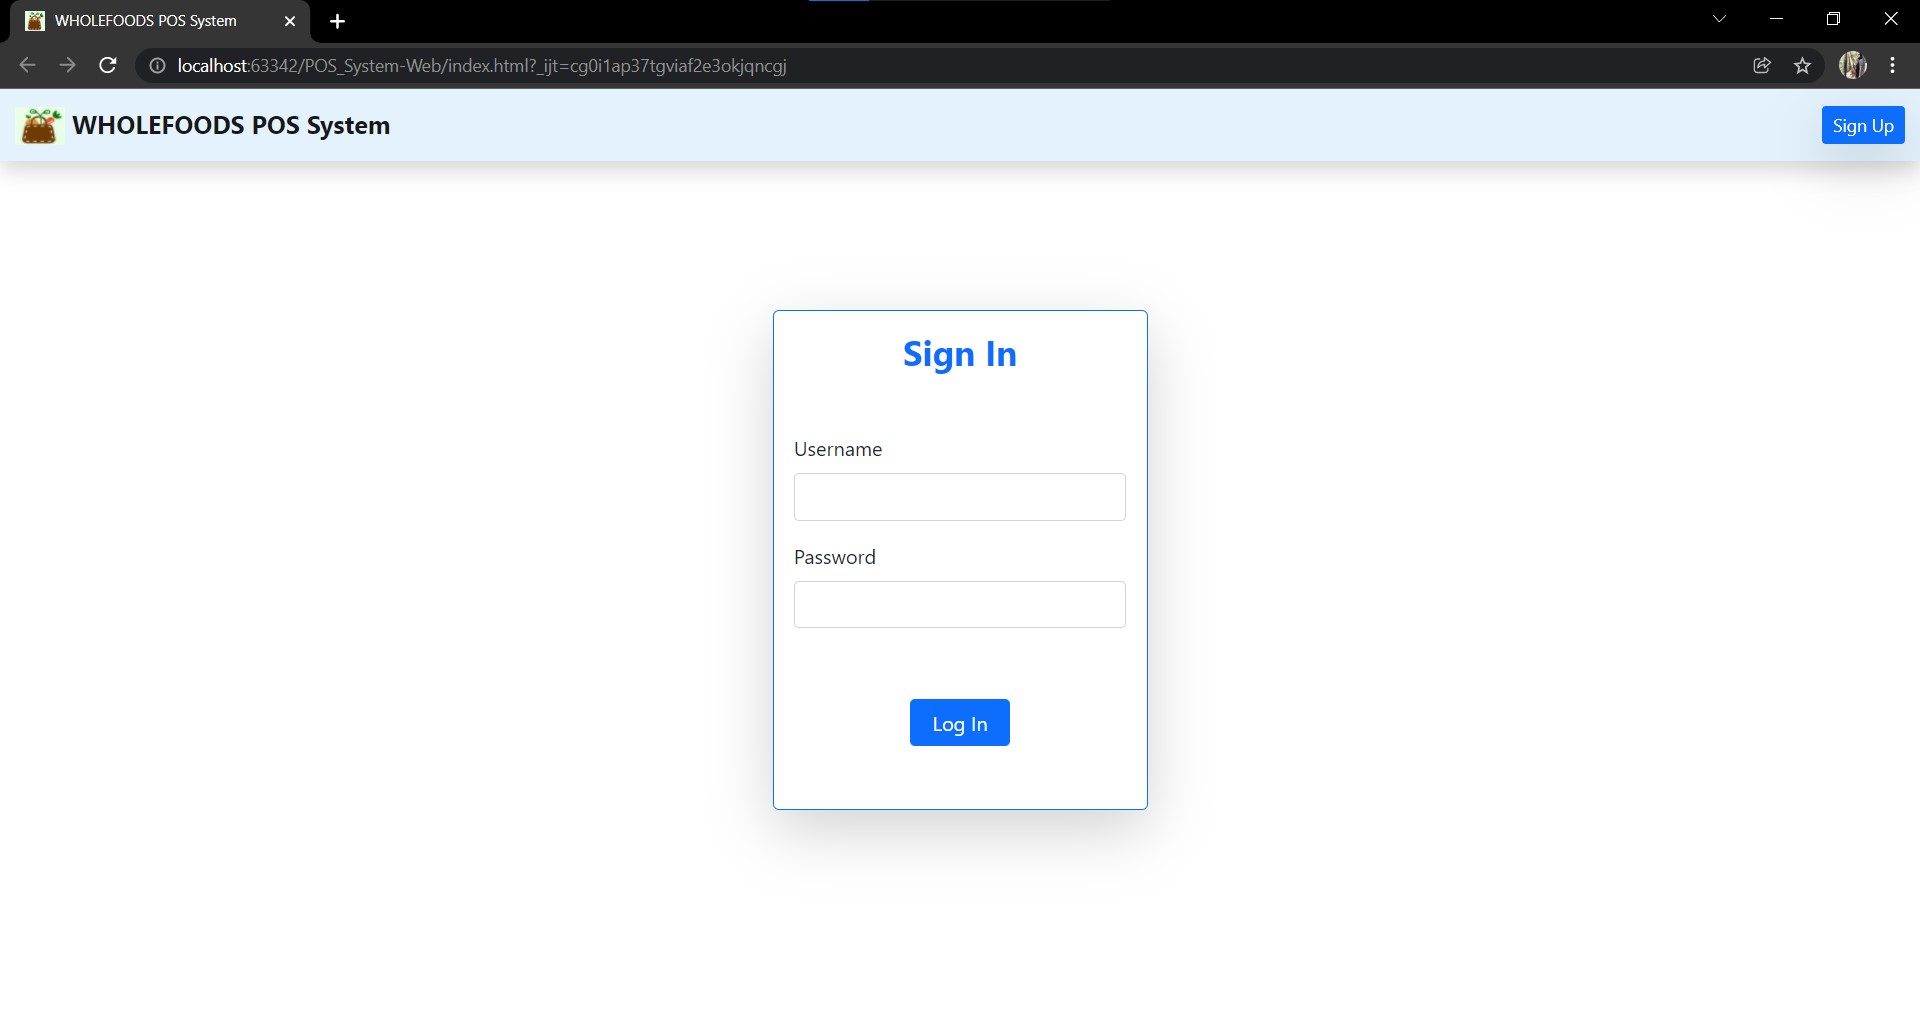 WHOLEFOODS POS System
localhost:63342/POS_System-Web/index.html?_ijt=cg0i1ap37tgviaf2e3okjqncgj
WHOLEFOODS POS System
Sign Up
Sign In
Username
Password
Log In